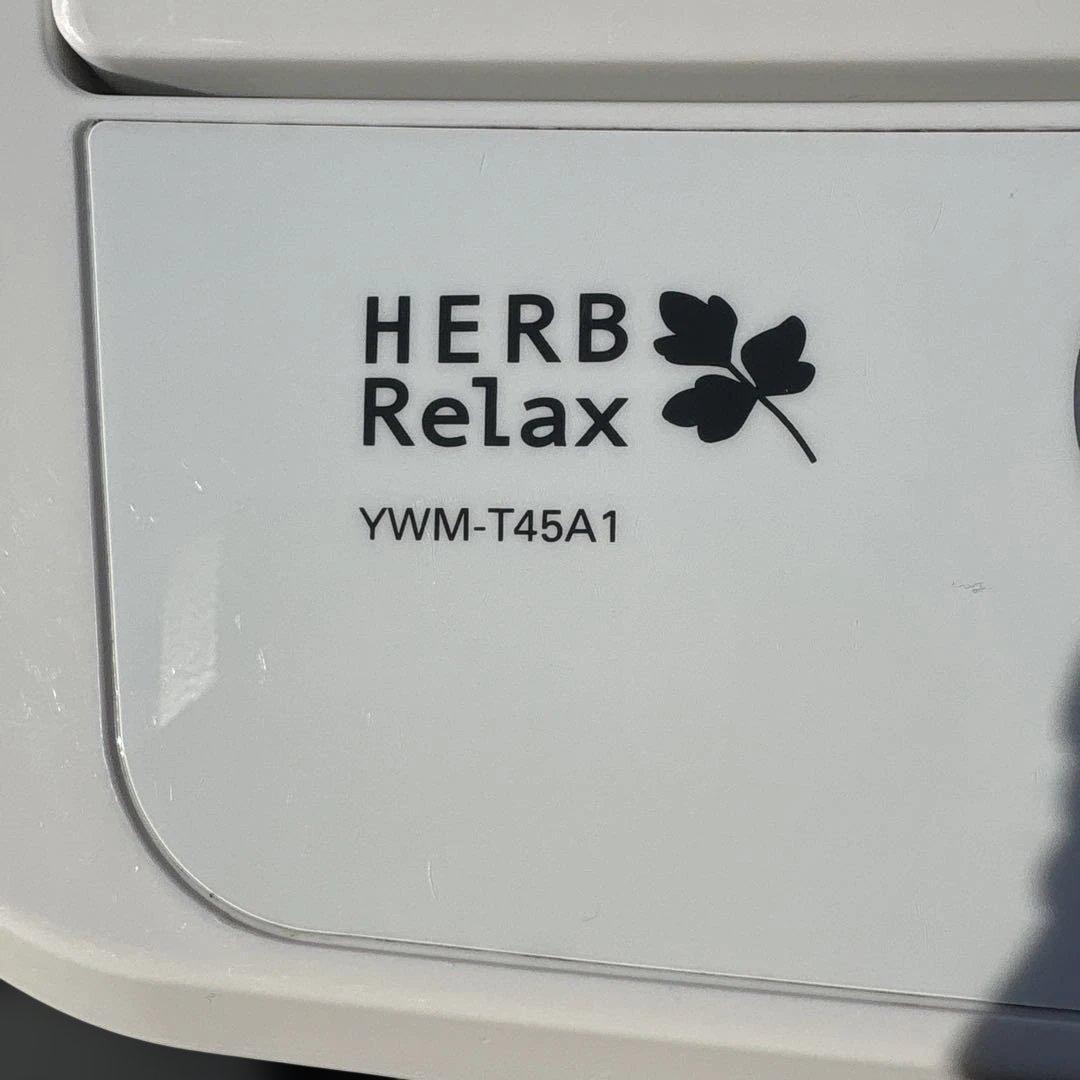 HERB
Relax
YWM-T45A1